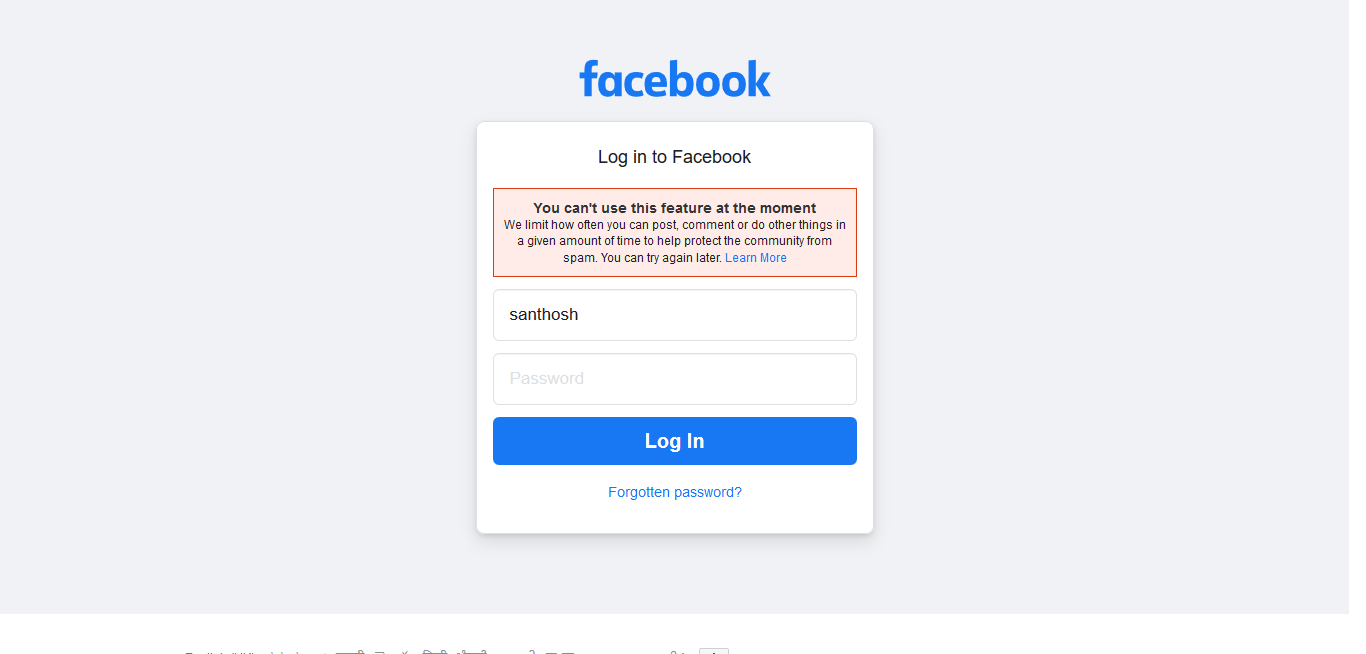 facebook
Log in to Facebook
You can't use this feature at the moment
We limit how often you can post, comment or do other things in
a given amount of time to help protect the community from
spam. You can try again later. Learn More
santhosh
Password
Log In
Forgotten password?